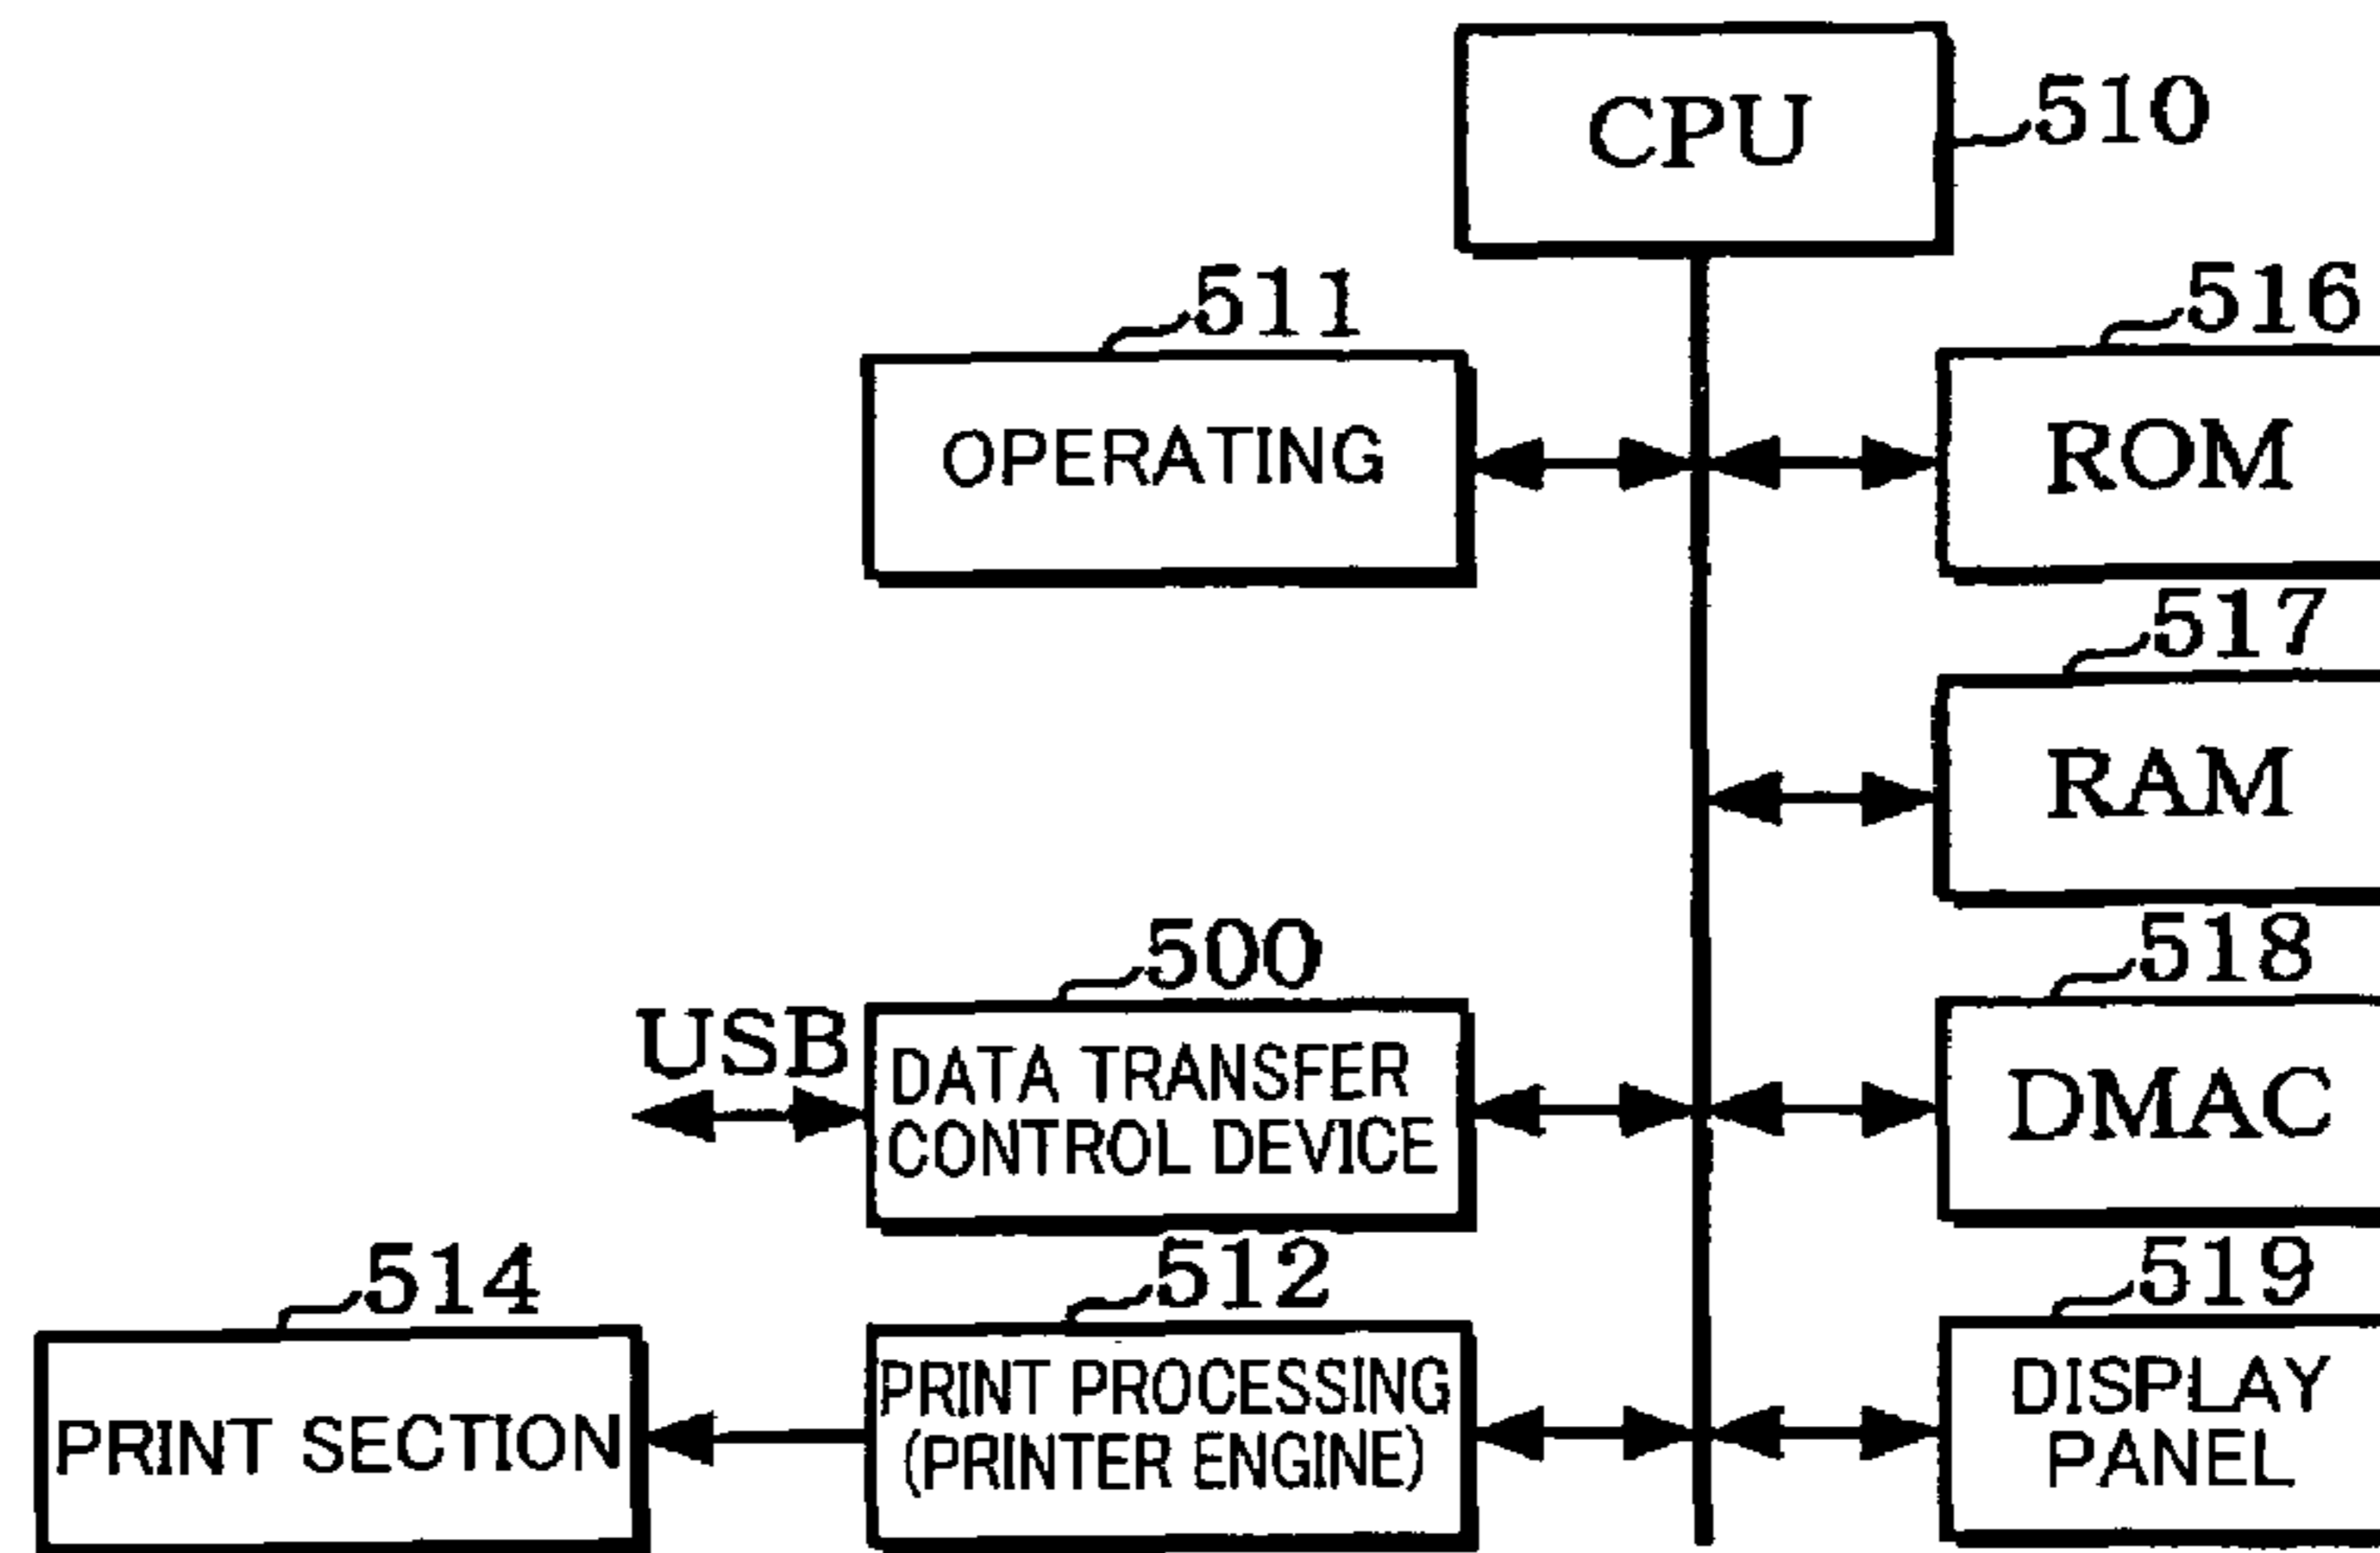 CPU
510
511
516
OPERATING
ROM
517
RAM
500
518
USB
DATA TRANSFER
CONTROL DEVICE
DMAC
514
512
519
PRINT SECTION
PRINT PROCESSING
(PRINTER ENGINE)
DISPLAY
PANEL